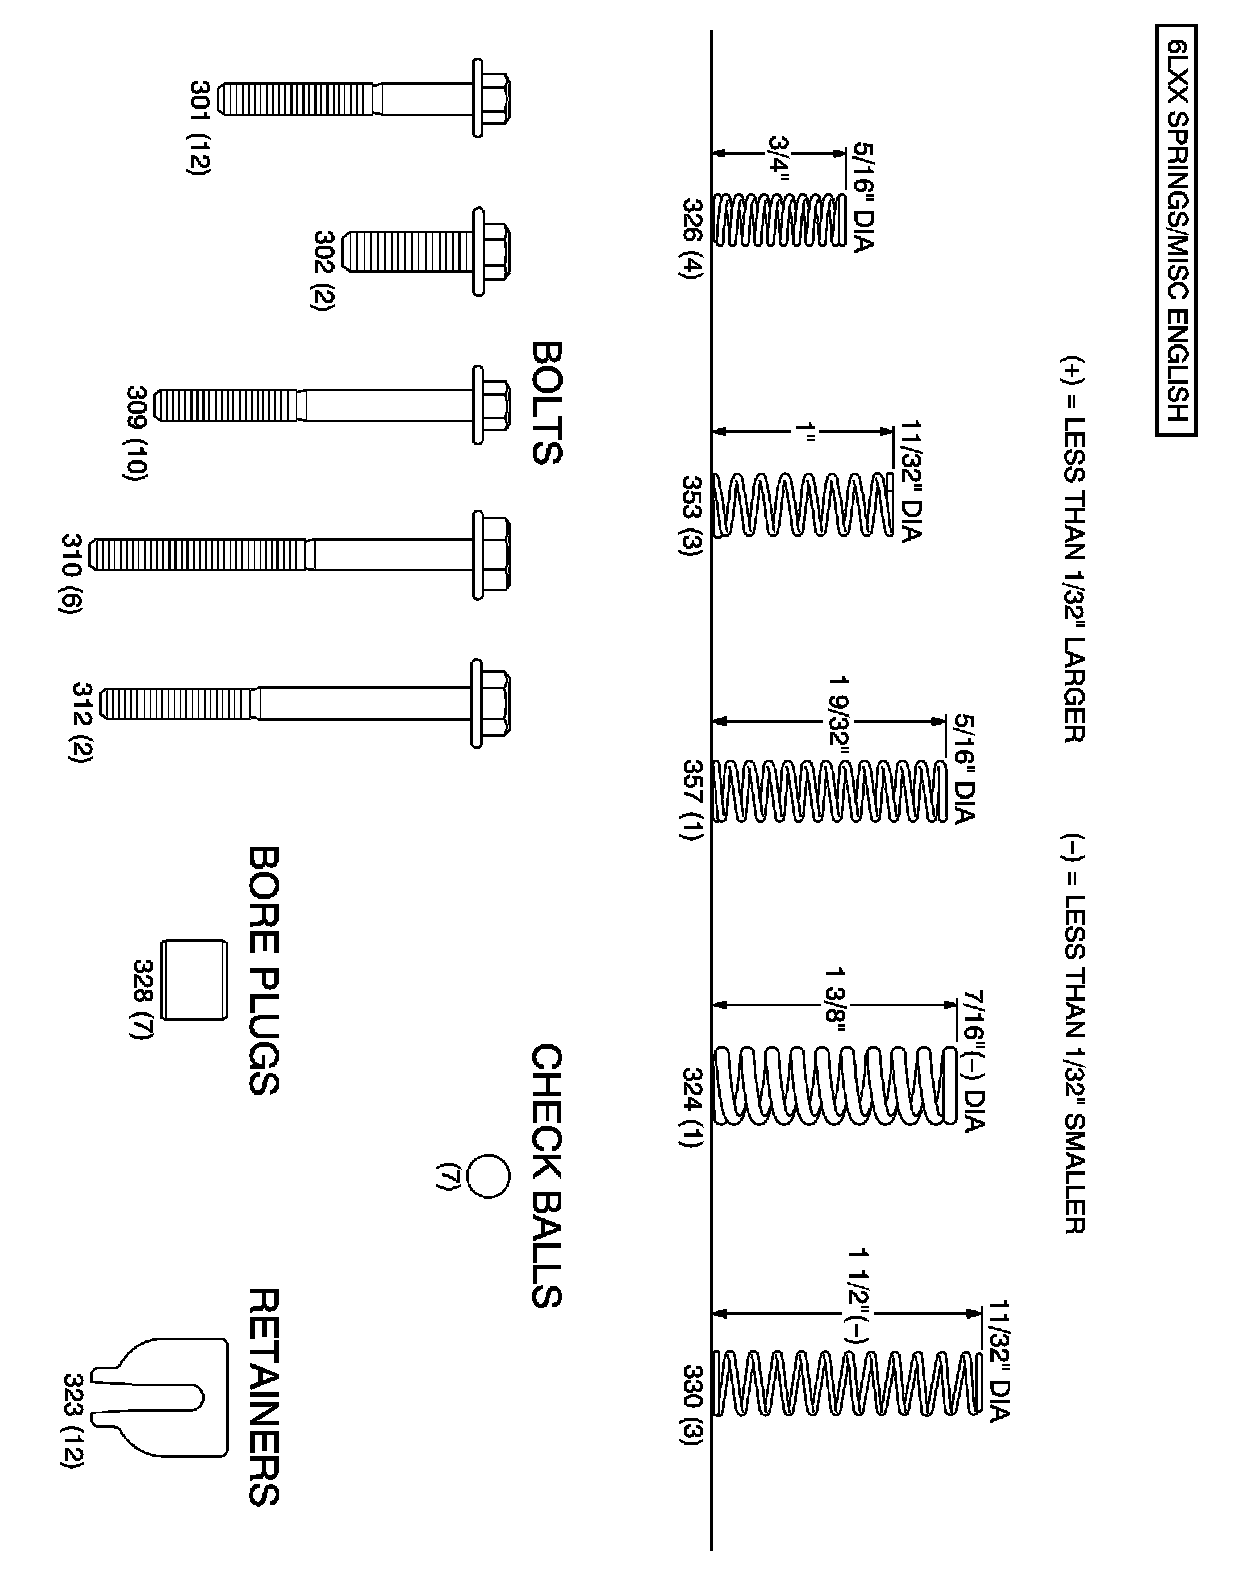 6LXX SPRINGS/MISC ENGLISH
(+) = LESS THAN 1/32" LARGER
(−) = LESS THAN 1/32" SMALLER
5/16" DIA
3/4"
326 (4)
11/32" DIA
1"
353 (3)
5/16" DIA
1 9/32"
357 (1)
7/16"(−) DIA
1 3/8"
324 (1)
11/32" DIA
1 1/2"(−)
330 (3)
BOLTS
301 (12)
302 (2)
309 (10)
310 (6)
312 (2)
CHECK BALLS
(7)
BORE PLUGS
328 (7)
RETAINERS
323 (12)